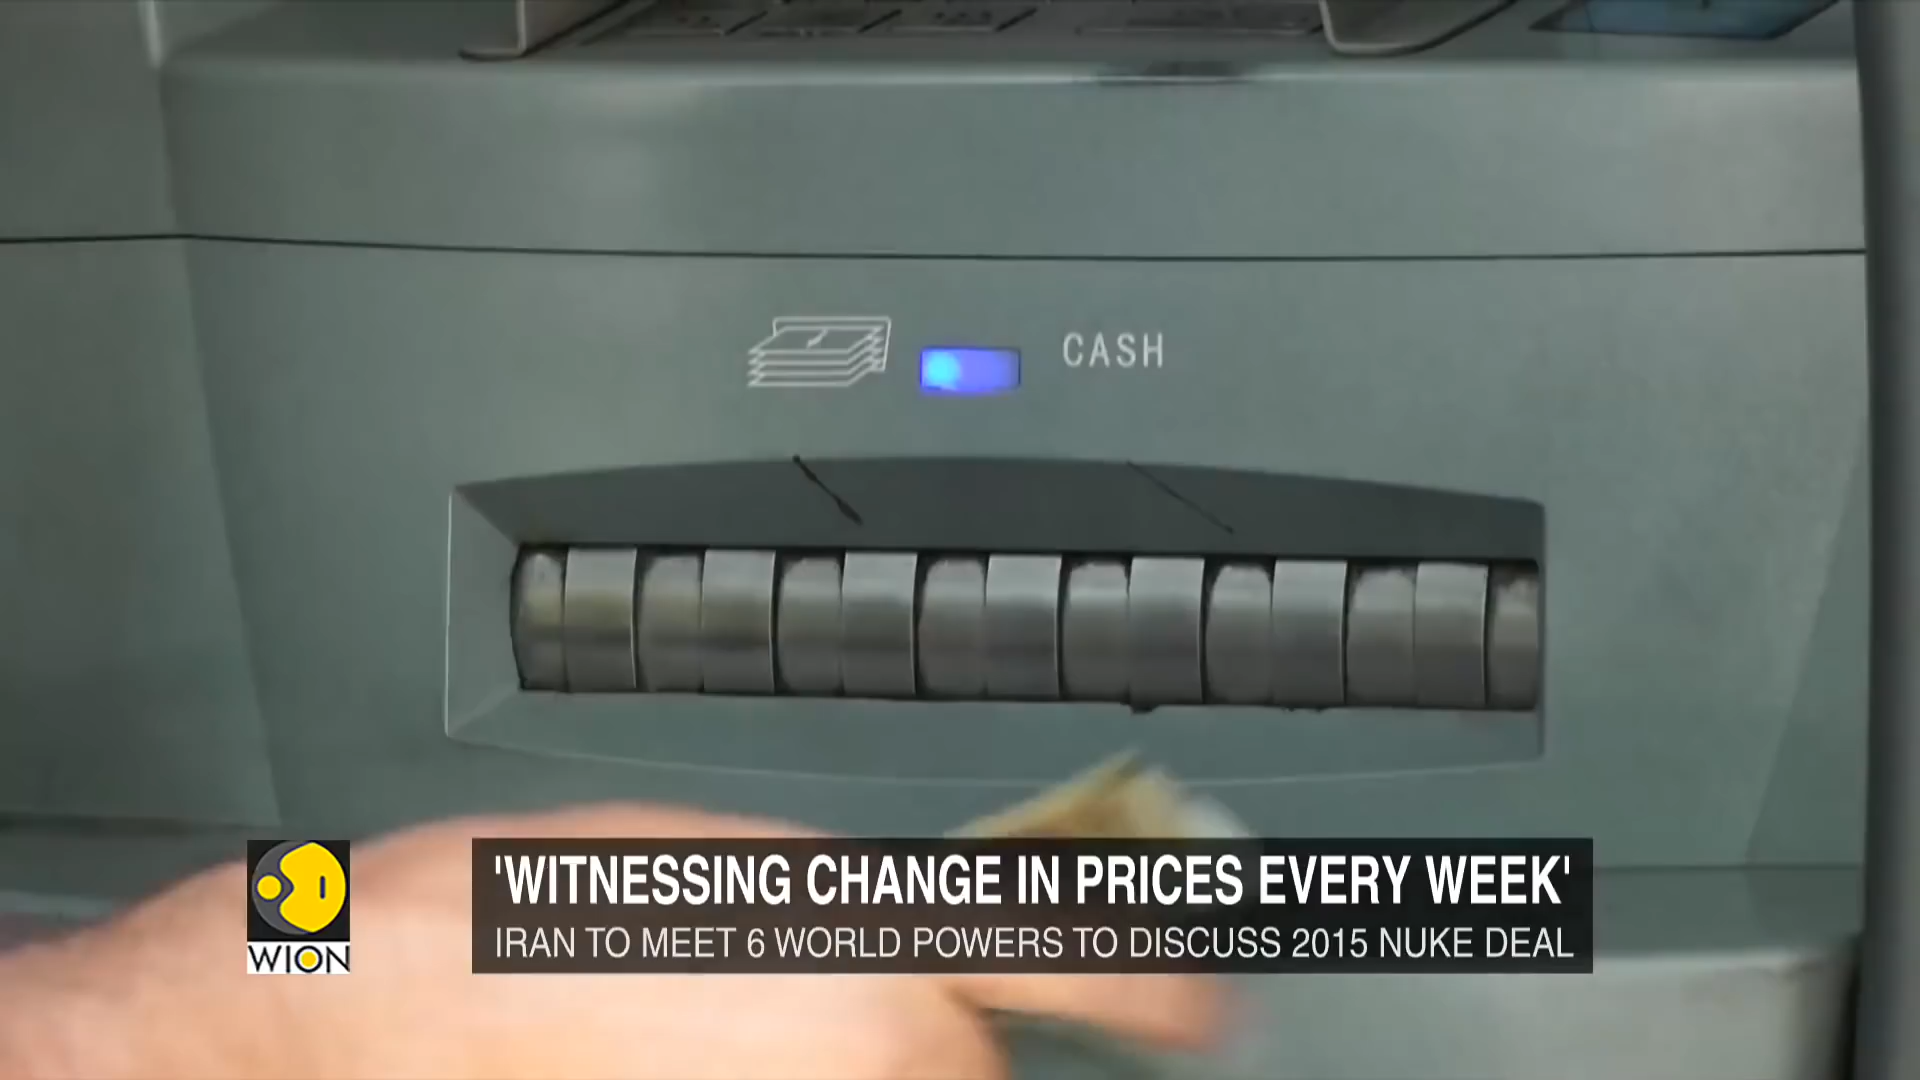 CASH
'WITNESSING CHANGE IN PRICES EVERY WEEK'
IRAN TO MEET 6 WORLD POWERS TO DISCUSS 2015 NUKE DEAL
WION